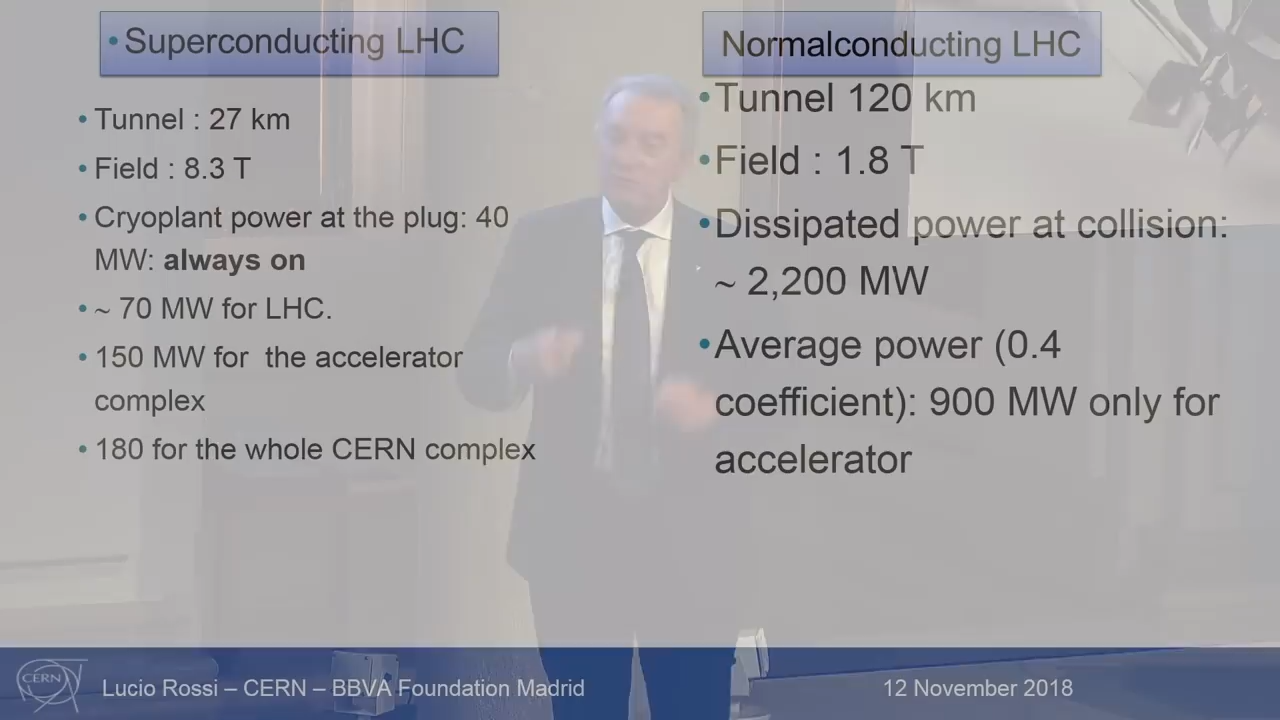 • Superconducting LHC
• Tunnel : 27 km
• Field : 8.3 T
• Cryoplant power at the plug: 40
MW: always on
• ~ 70 MW for LHC.
• 150 MW for the accelerator
complex
• 180 for the whole CERN complex
Normalconducting LHC
• Tunnel 120 km
• Field : 1.8 T
• Dissipated power at collision:
~ 2,200 MW
• Average power (0.4
coefficient): 900 MW only for
accelerator
CERN
Lucio Rossi – CERN – BBVA Foundation Madrid
12 November 2018